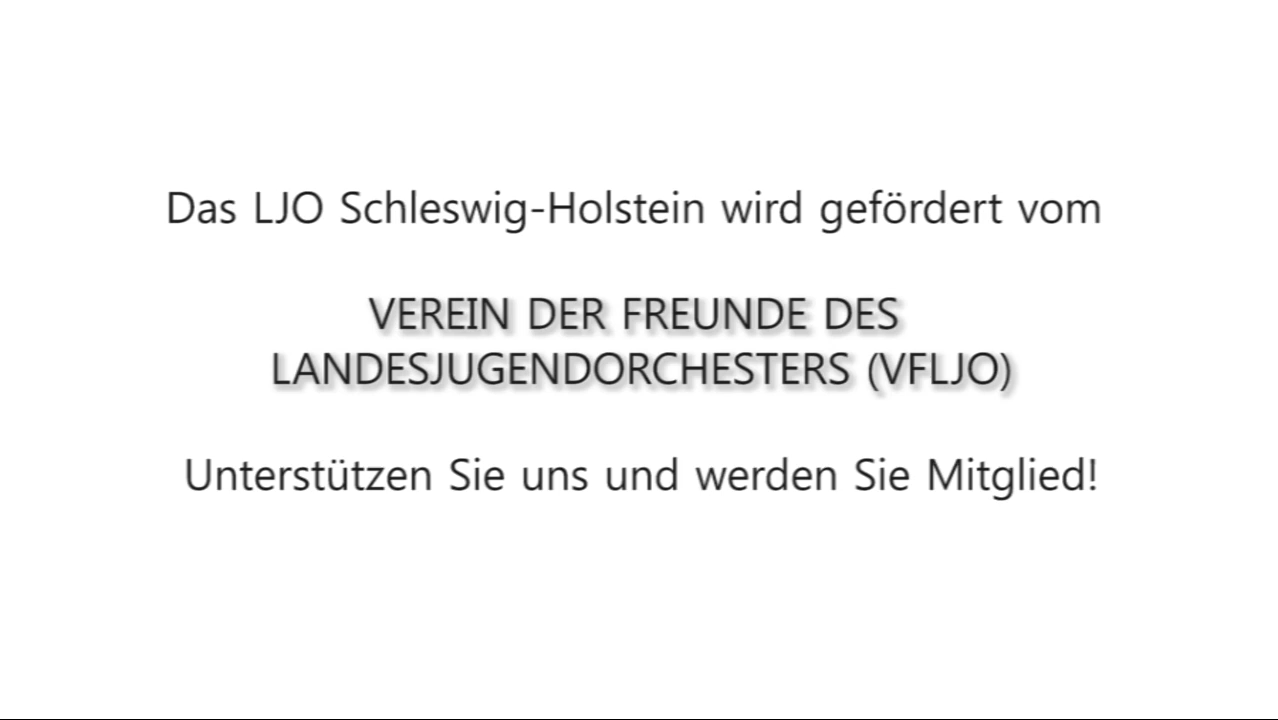 Das LJO Schleswig-Holstein wird gefördert vom
VEREIN DER FREUNDE DES
LANDESJUGENDORCHESTERS (VFLJO)
Unterstützen Sie uns und werden Sie Mitglied!